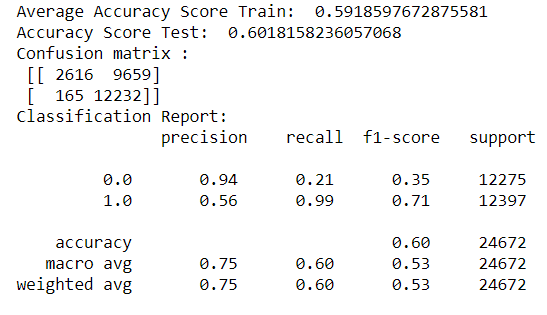 Average Accuracy Score Train:  0.5918597672875581
Accuracy Score Test:  0.6018158236057068
Confusion matrix :
 [[ 2616  9659]
 [  165 12232]]
Classification Report:
              precision    recall  f1-score   support

         0.0       0.94      0.21      0.35     12275
         1.0       0.56      0.99      0.71     12397

    accuracy                           0.60     24672
   macro avg       0.75      0.60      0.53     24672
weighted avg       0.75      0.60      0.53     24672